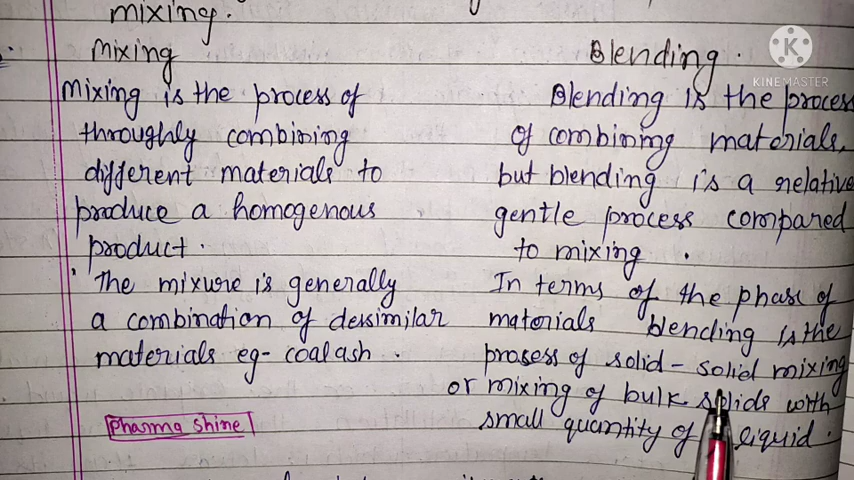 mixing.
Mixing
Mixing is the process of
throughly combining
different materials to
produce a homogenous
product.
The mixure is generally
a combination of dessimilar
materials eg- coal ash.
Pharma shine
Blending.
K
KINEMASTER
Blending is the process
of combining materials,
but blending is a relative
gentle process compared
to mixing.
In terms of the phase of
materials blending is the
prosess of solid - solid mixing
or mixing of bulk solids with
small quantity of liquid.